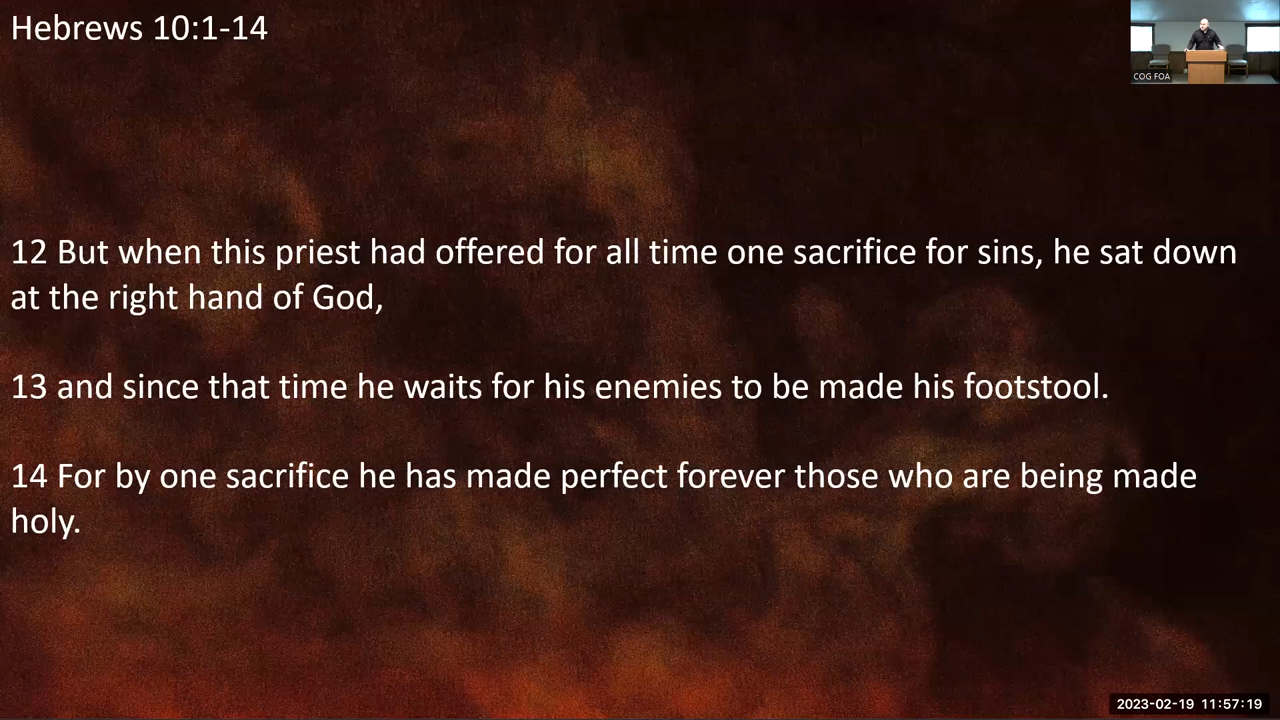 Hebrews 10:1-14
COG FOA
12 But when this priest had offered for all time one sacrifice for sins, he sat down
at the right hand of God,
13 and since that time he waits for his enemies to be made his footstool.
14 For by one sacrifice he has made perfect forever those who are being made
holy.
2023-02-19 11:57:19